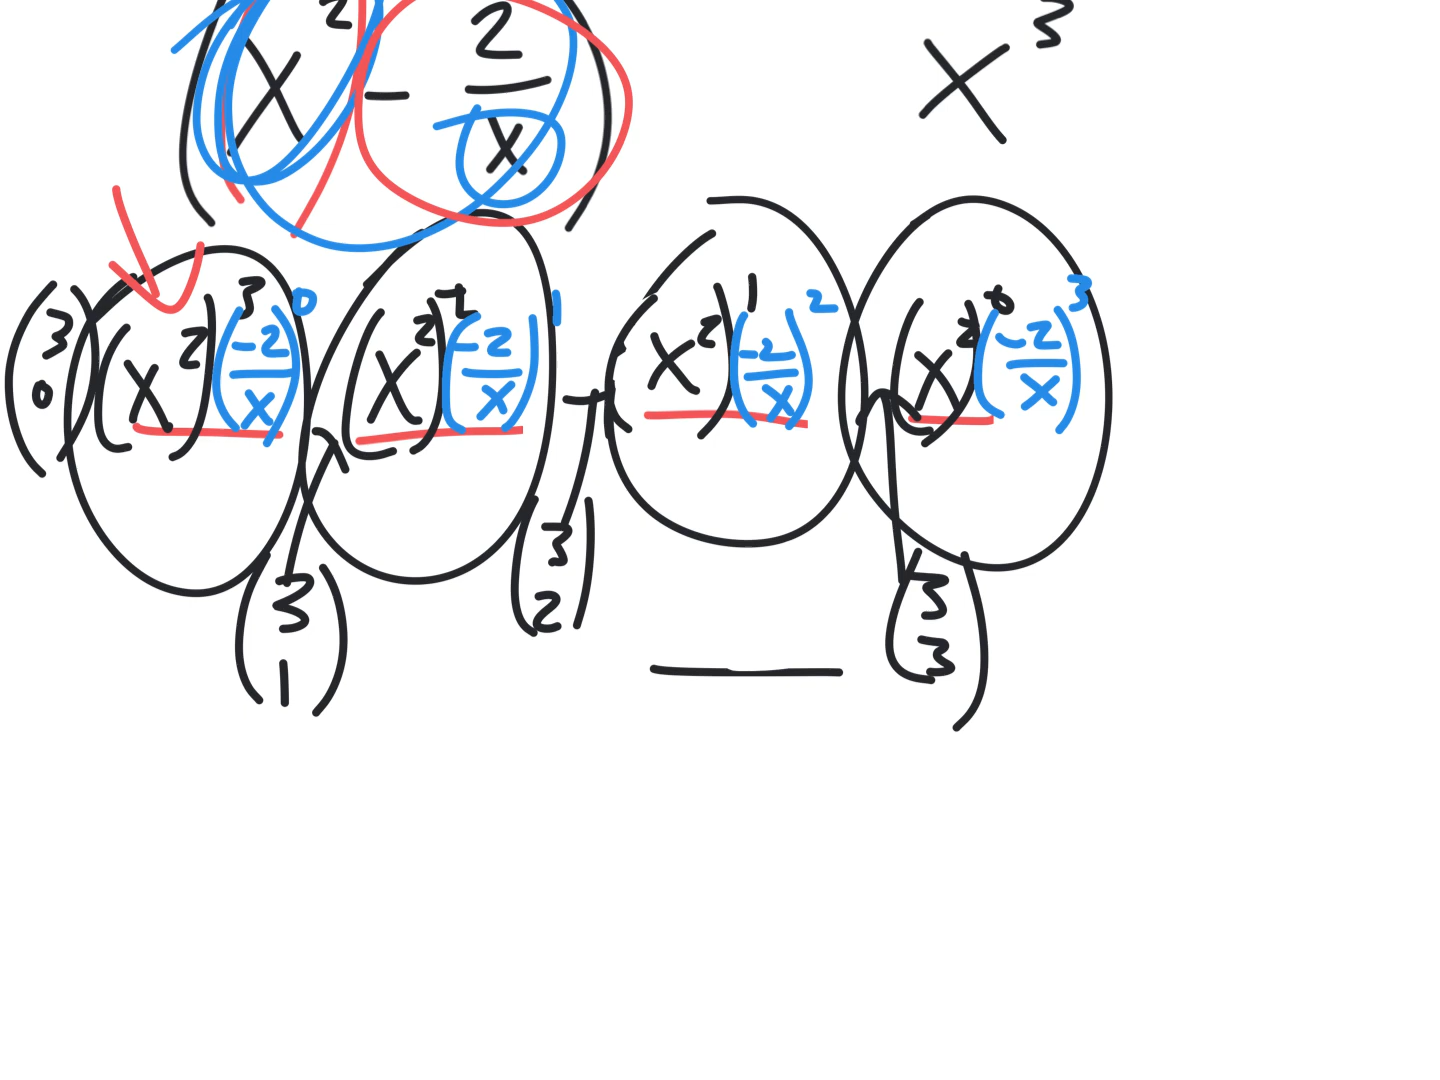 (x² - 2/x) x³
(3 0) (x²)³ (-2/x)⁰ (x²)² (-2/x)¹ + (x²)¹ (-2/x)² (x²)⁰ (-2/x)³
(3 1) (3 2) (3 3)